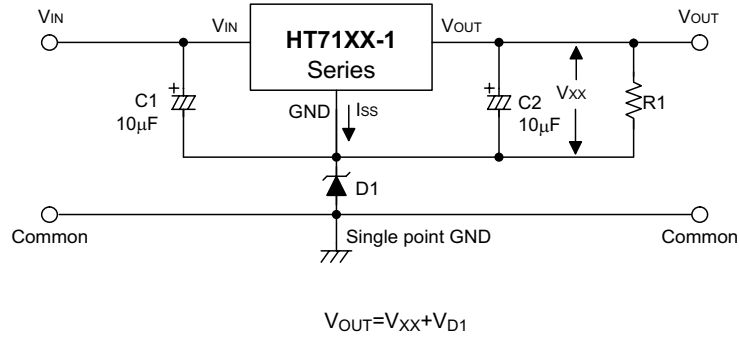 VIN
VIN
HT71XX-1
Series
VOUT
VOUT
C1
10μF
GND
ISS
C2
10μF
VXX
R1
D1
Common
Single point GND
Common
VOUT=VXX+VD1